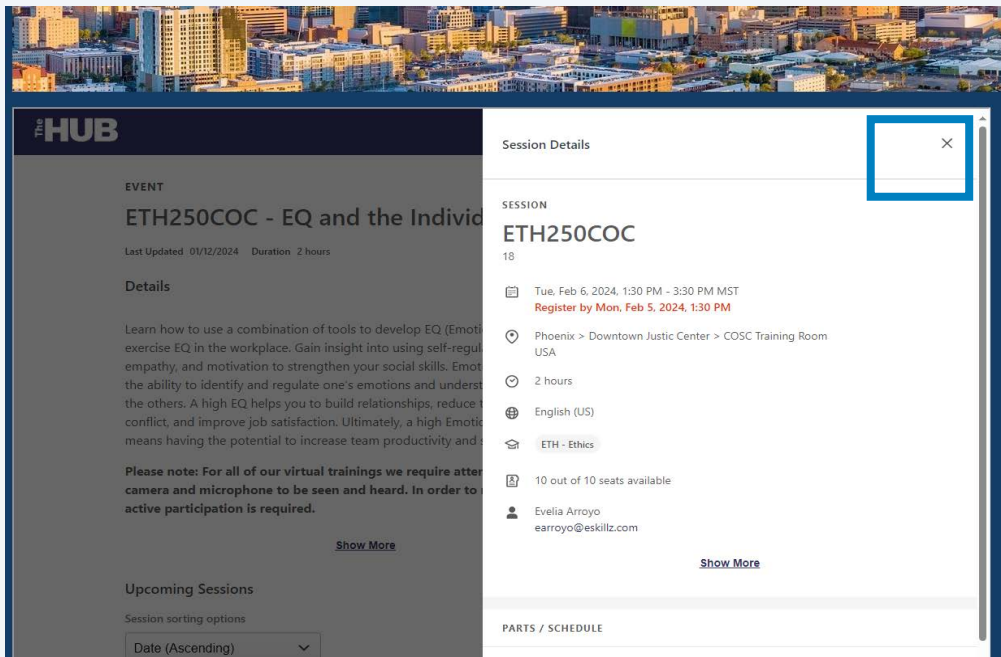 The HUB
EVENT
ETH250COC - EQ and the Individ
Last Updated 01/12/2024 Duration 2 hours
Details
Learn how to use a combination of tools to develop EQ (Emoti
exercise EQ in the workplace. Gain insight into using self-regul
empathy, and motivation to strengthen your social skills. Emot
the ability to identify and regulate one's emotions and underst
the others. A high EQ helps you to build relationships, reduce
conflict, and improve job satisfaction. Ultimately, a high Emotic
means having the potential to increase team productivity and
Please note: For all of our virtual trainings we require atter
camera and microphone to be seen and heard. In order to
active participation is required.
Show More
Upcoming Sessions
Session sorting options
Date (Ascending)
Session Details
SESSION
ETH250COC
18
Tue, Feb 6, 2024, 1:30 PM - 3:30 PM MST
Register by Mon, Feb 5, 2024, 1:30 PM
Phoenix > Downtown Justic Center > COSC Training Room
USA
2 hours
English (US)
ETH - Ethics
10 out of 10 seats available
Evelia Arroyo
earroyo@eskillz.com
Show More
PARTS / SCHEDULE